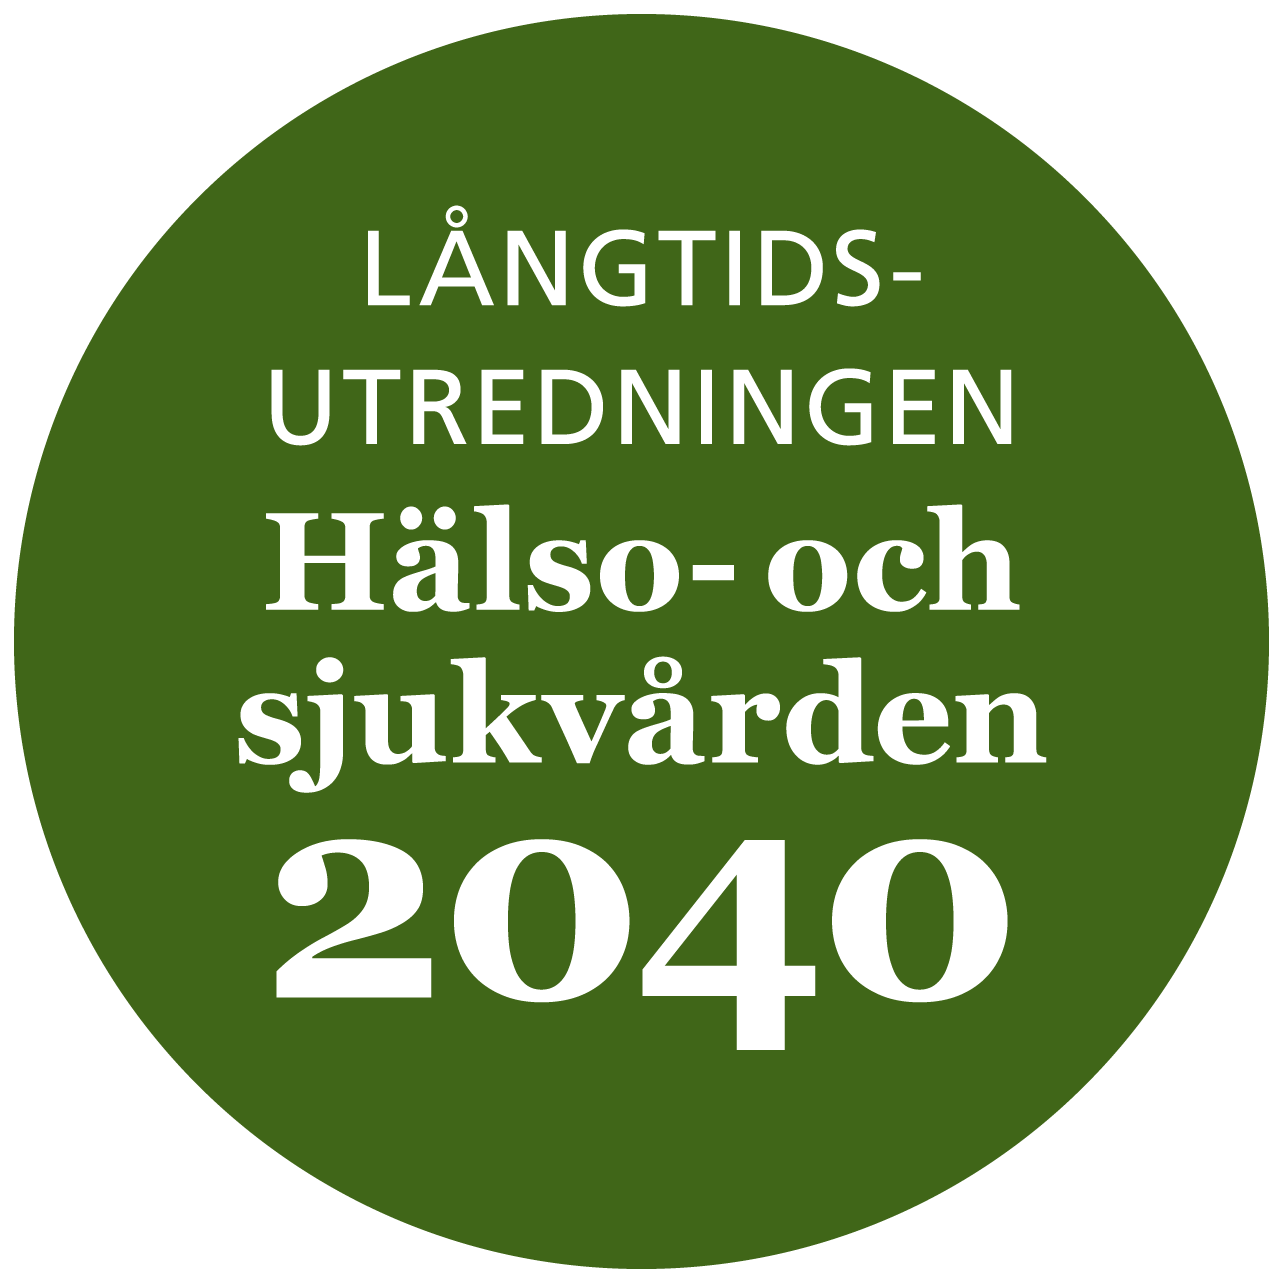 LÅNGTIDS-
UTREDNINGEN
Hälso- och
sjukvården
2040